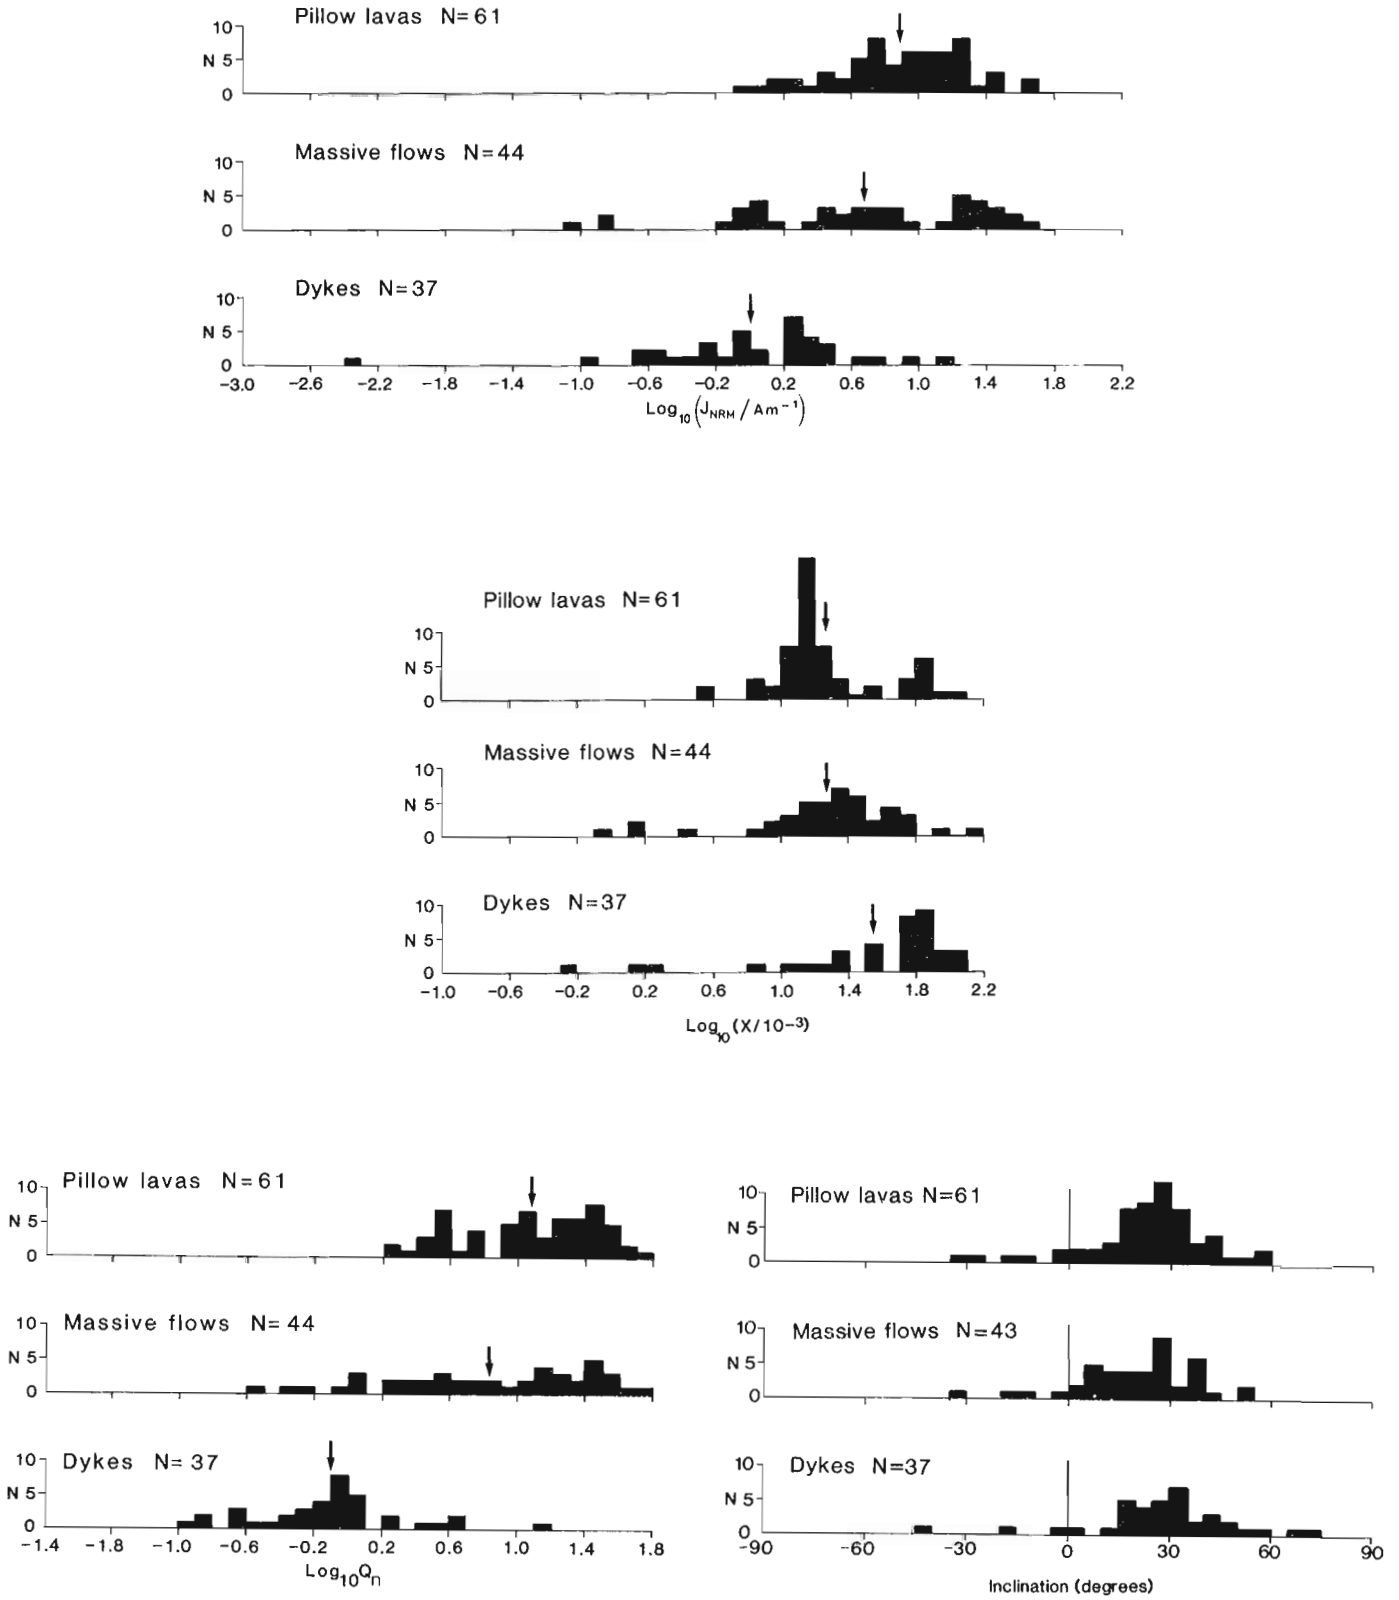 Pillow lavas N=61
10
N 5
0
Massive flows N=44
10
N 5
0
Dykes N=37
10
N 5
0
-3.0 -2.6 -2.2 -1.8 -1.4 -1.0 -0.6 -0.2 0.2 0.6 1.0 1.4 1.8 2.2
Log10(JNRM/Am-1)
Pillow lavas N=61
10
N 5
0
Massive flows N=44
10
N 5
0
Dykes N=37
10
N 5
0
-1.0 -0.6 -0.2 0.2 0.6 1.0 1.4 1.8 2.2
Log10(X/10-3)
Pillow lavas N=61
10
N 5
0
Massive flows N=44
10
N 5
0
Dykes N=37
10
N 5
0
-1.4 -1.8 -1.0 -0.6 -0.2 0.2 0.6 1.0 1.4 1.8
Log10Qn
Pillow lavas N=61
10
N 5
0
Massive flows N=43
10
N 5
0
Dykes N=37
10
N 5
0
-90 -60 -30 0 30 60 90
Inclination (degrees)